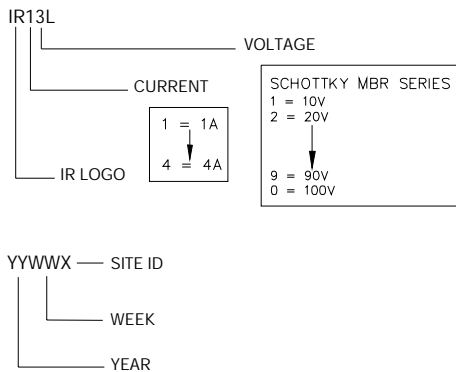 IR13L
VOLTAGE
CURRENT
IR LOGO
1 = 1A
4 = 4A
SCHOTTKY MBR SERIES
1 = 10V
2 = 20V
9 = 90V
0 = 100V
YYWWX
SITE ID
WEEK
YEAR